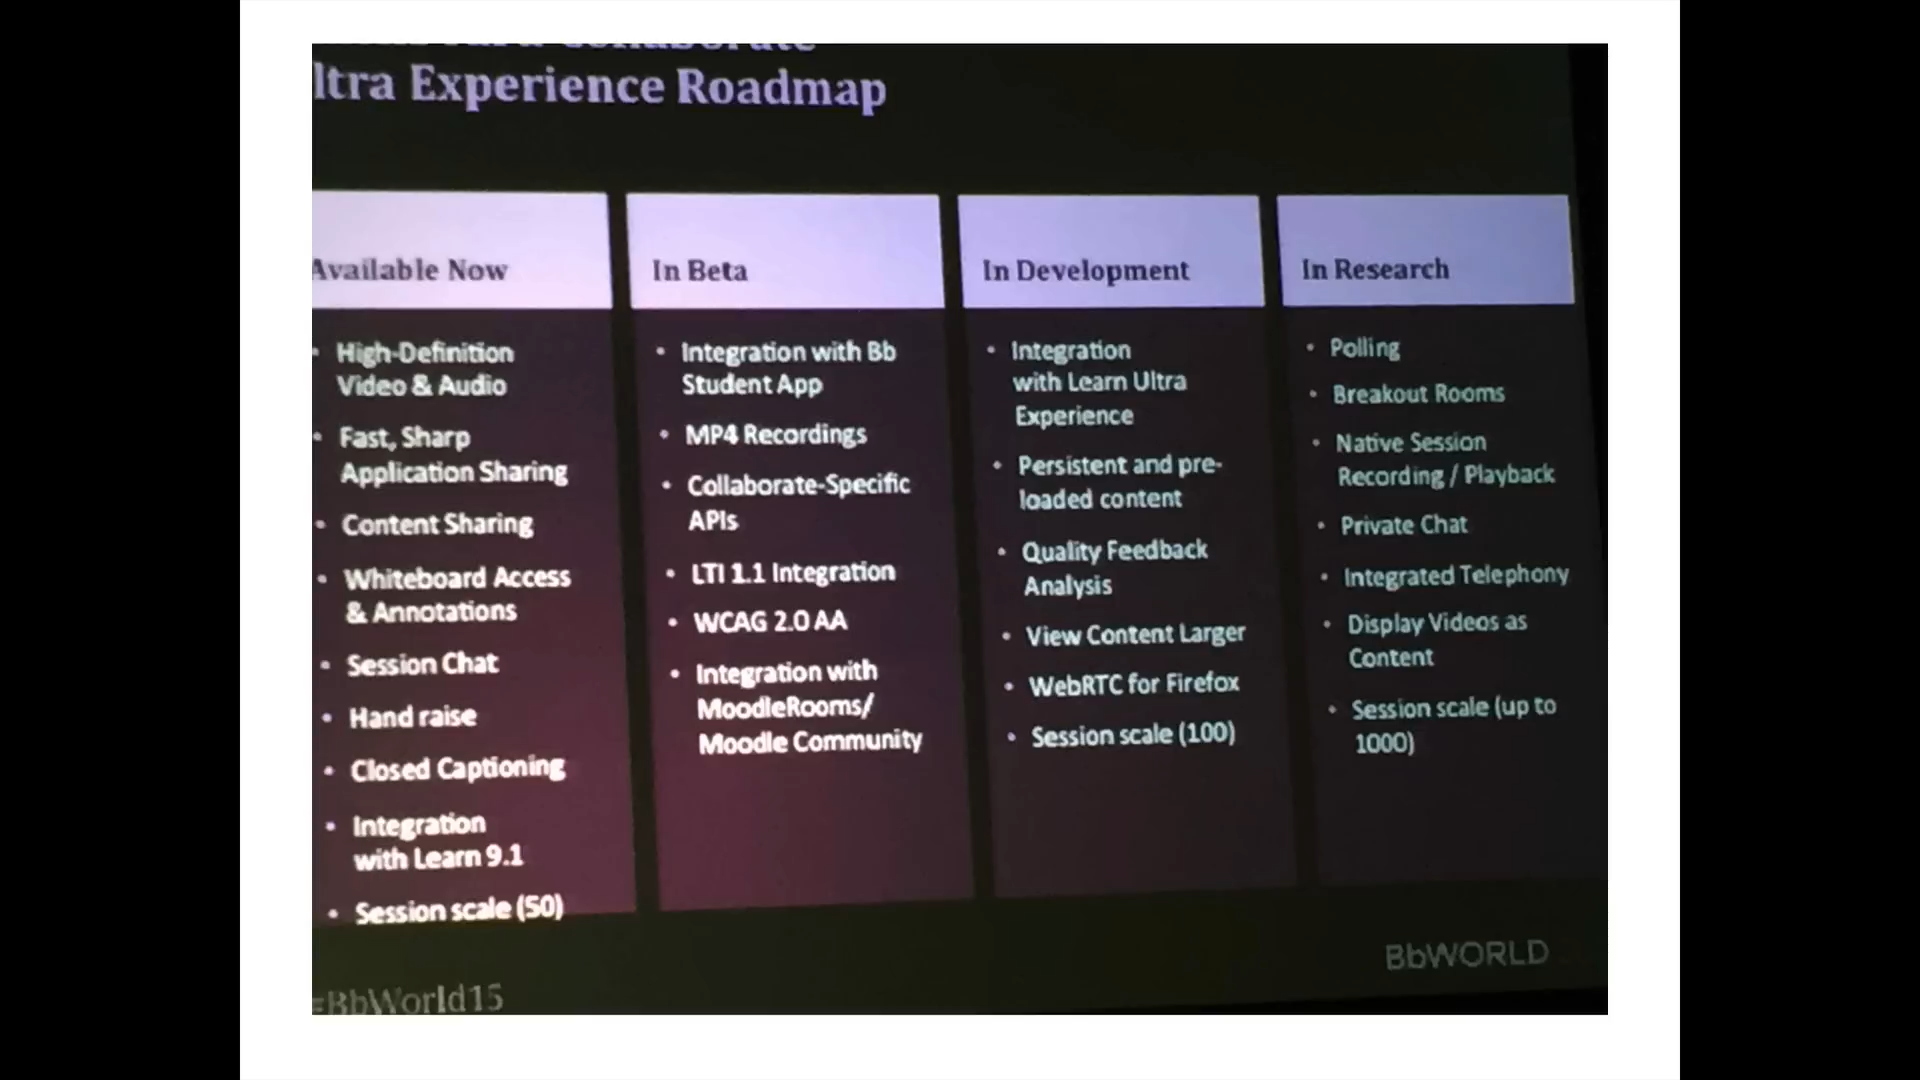 Collaborate
ltra Experience Roadmap
Available Now
High-Definition
Video & Audio
Fast, Sharp
Application Sharing
Content Sharing
Whiteboard Access
& Annotations
Session Chat
Hand raise
Closed Captioning
Integration
with Learn 9.1
Session scale (50)
In Beta
Integration with Bb
Student App
MP4 Recordings
Collaborate-Specific
APIs
LTI 1.1 Integration
WCAG 2.0 AA
Integration with
MoodleRooms/
Moodle Community
In Development
Integration
with Learn Ultra
Experience
Persistent and pre-
loaded content
Quality Feedback
Analysis
View Content Larger
WebRTC for Firefox
Session scale (100)
In Research
Polling
Breakout Rooms
Native Session
Recording / Playback
Private Chat
Integrated Telephony
Display Videos as
Content
Session scale (up to
1000)
BbWORLD
#BbWorld15